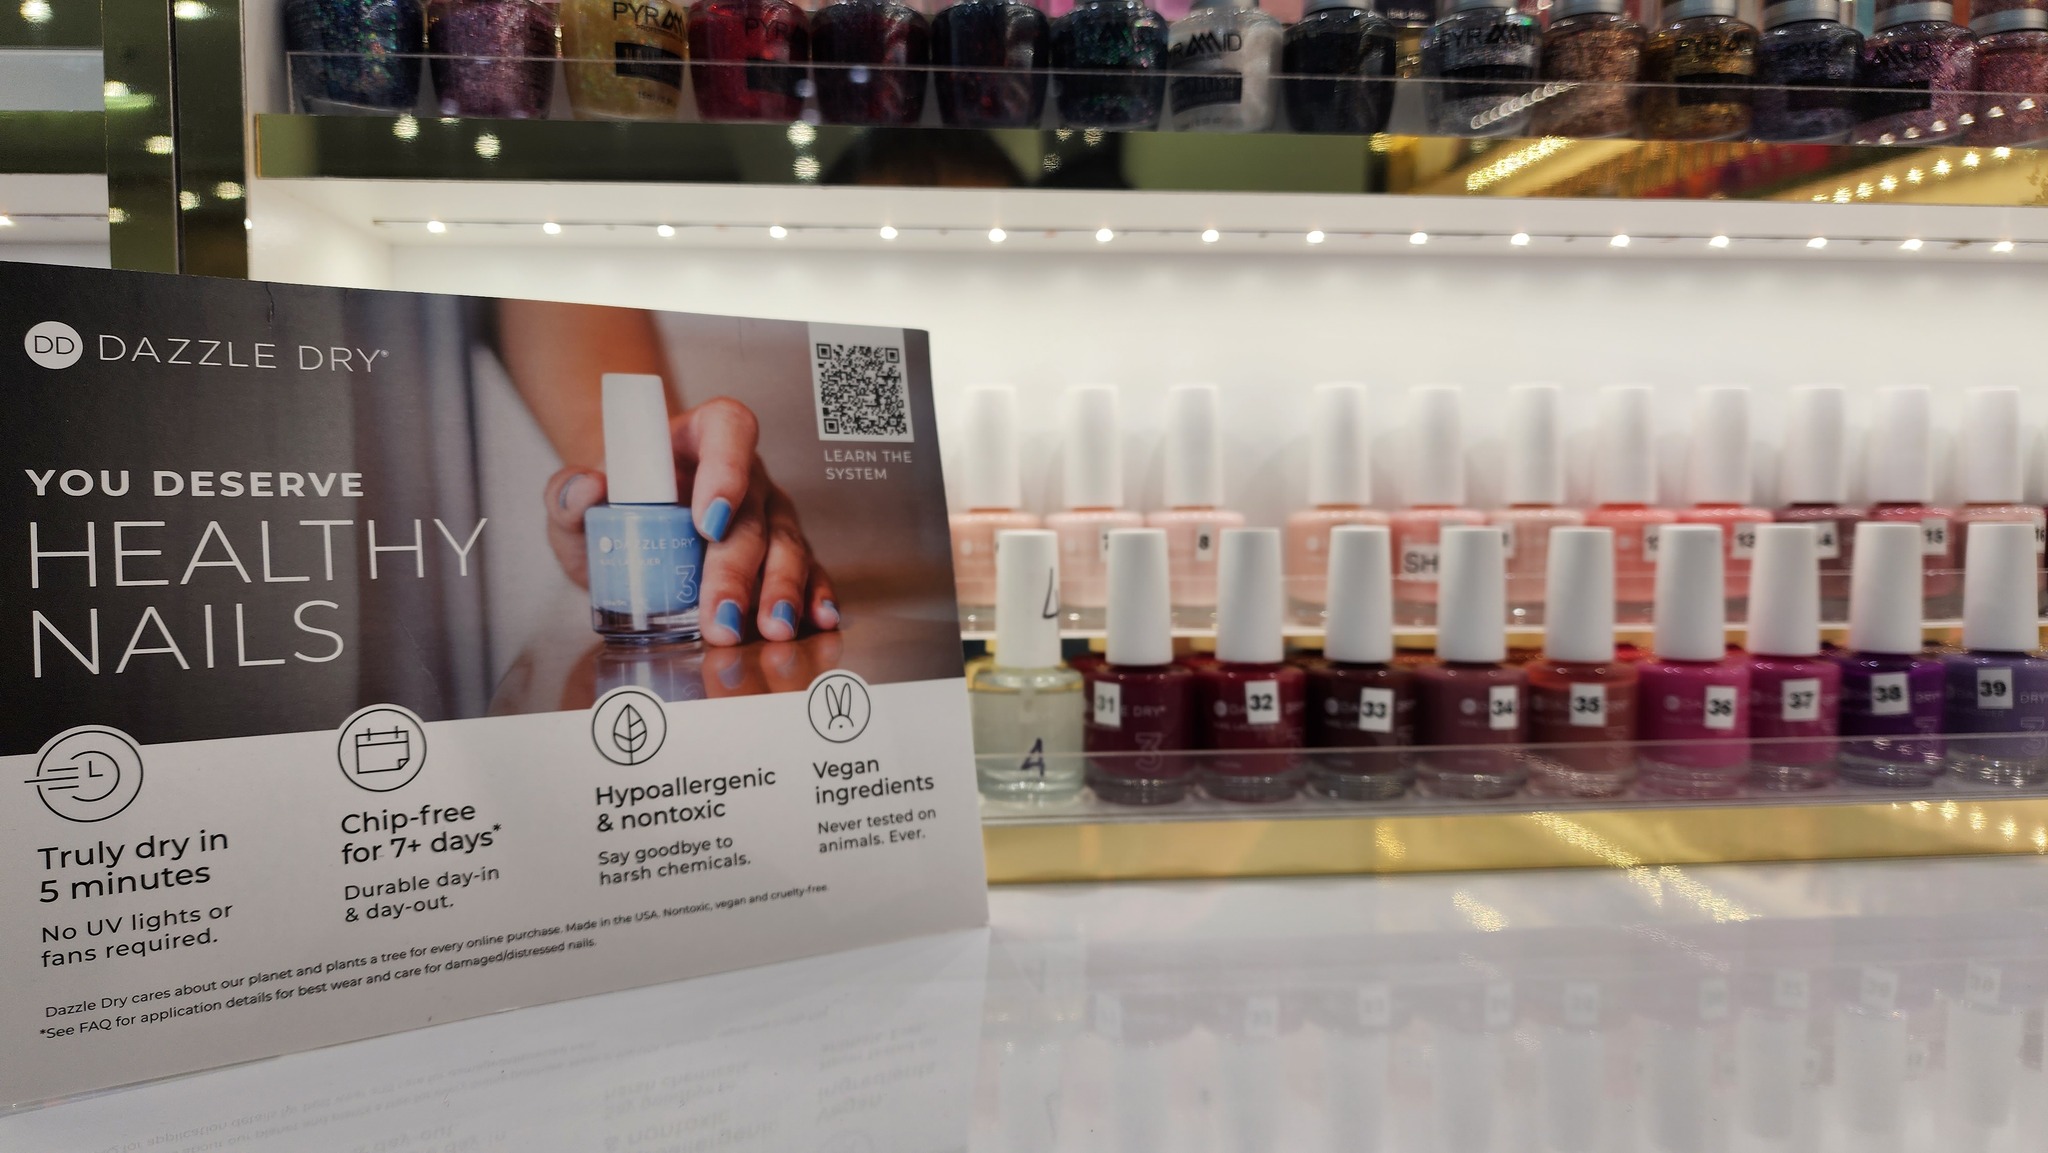 PYRAMID
PYRAMID
DD DAZZLE DRY
YOU DESERVE
HEALTHY
NAILS
LEARN THE
SYSTEM
DAZZLE DRY
3
Truly dry in
5 minutes
No UV lights or
fans required.
Chip-free
for 7+ days*
Durable day-in
& day-out.
Hypoallergenic
& nontoxic
Say goodbye to
harsh chemicals.
Vegan
ingredients
Never tested on
animals. Ever.
Dazzle Dry cares about our planet and plants a tree for every online purchase. Made in the USA. Nontoxic, vegan and cruelty-free.
*See FAQ for application details for best wear and care for damaged/distressed nails.
8
SH
15
31 32 33 34 35 36 37 38 39